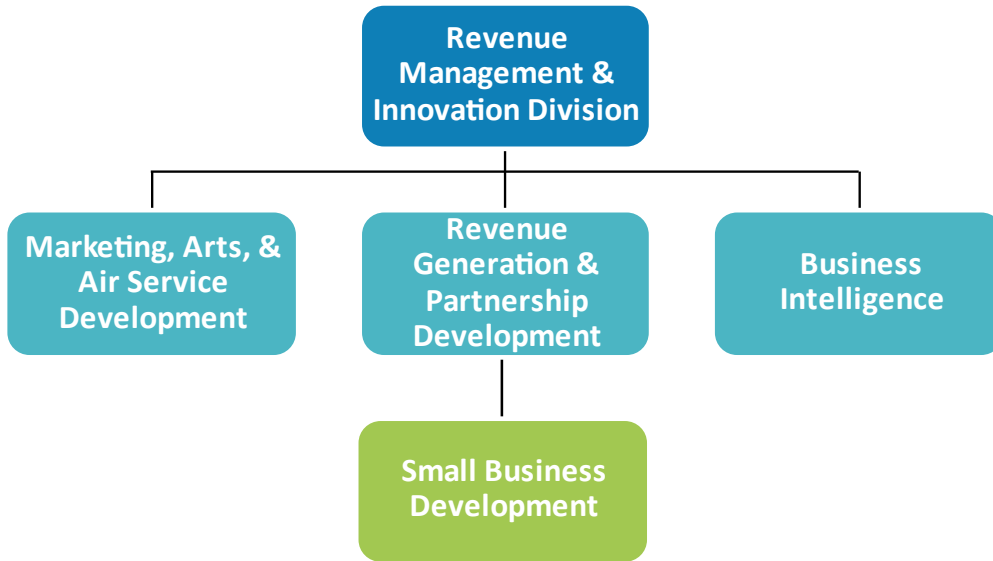 Revenue
Management &
Innovation Division
Marketing, Arts, &
Air Service
Development
Revenue
Generation &
Partnership
Development
Business
Intelligence
Small Business
Development